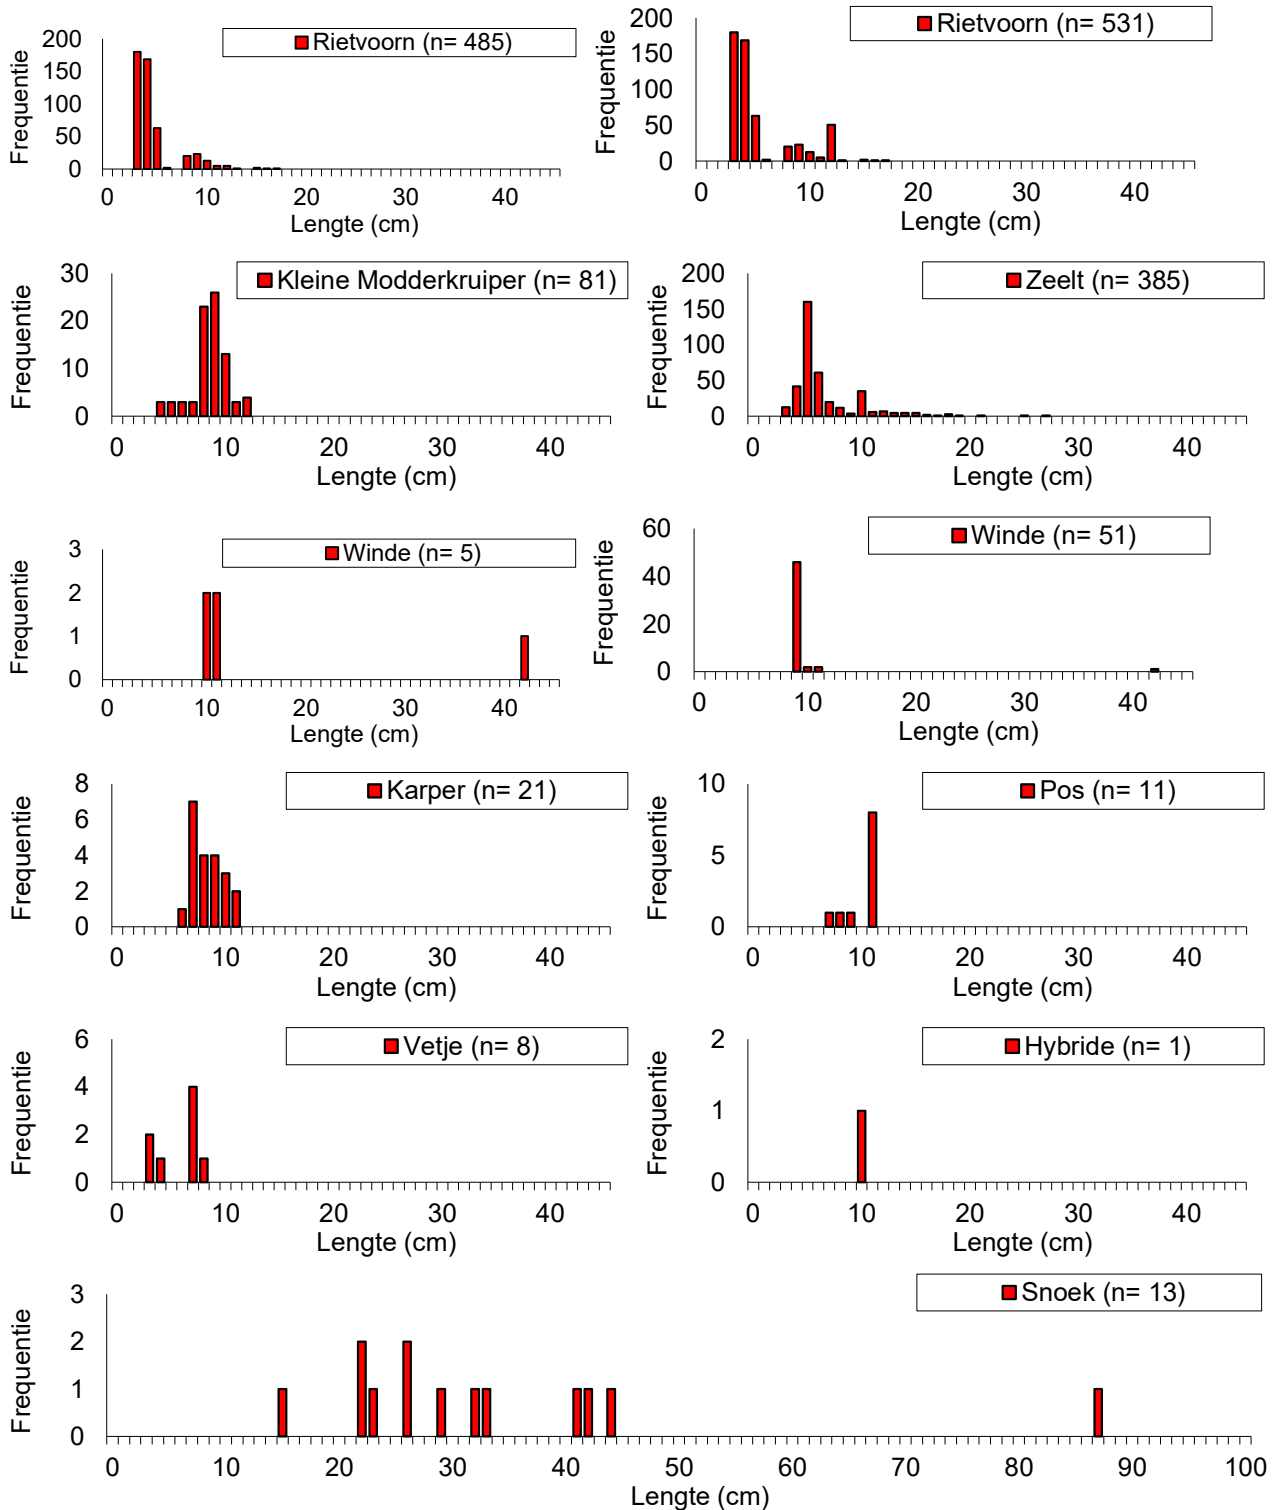 Rietvoorn (n= 485)
Frequentie
200
150
100
50
0
0 10 20 30 40
Lengte (cm)
Rietvoorn (n= 531)
Frequentie
200
150
100
50
0
0 10 20 30 40
Lengte (cm)
Kleine Modderkruiper (n= 81)
Frequentie
30
20
10
0
0 10 20 30 40
Lengte (cm)
Zeelt (n= 385)
Frequentie
200
150
100
50
0
0 10 20 30 40
Lengte (cm)
Winde (n= 5)
Frequentie
3
2
1
0
0 10 20 30 40
Lengte (cm)
Winde (n= 51)
Frequentie
60
40
20
0
0 10 20 30 40
Lengte (cm)
Karper (n= 21)
Frequentie
8
6
4
2
0
0 10 20 30 40
Lengte (cm)
Pos (n= 11)
Frequentie
10
5
0
0 10 20 30 40
Lengte (cm)
Vetje (n= 8)
Frequentie
6
4
2
0
0 10 20 30 40
Lengte (cm)
Hybride (n= 1)
Frequentie
2
1
0
0 10 20 30 40
Lengte (cm)
Snoek (n= 13)
Frequentie
3
2
1
0
0 10 20 30 40 50 60 70 80 90 100
Lengte (cm)